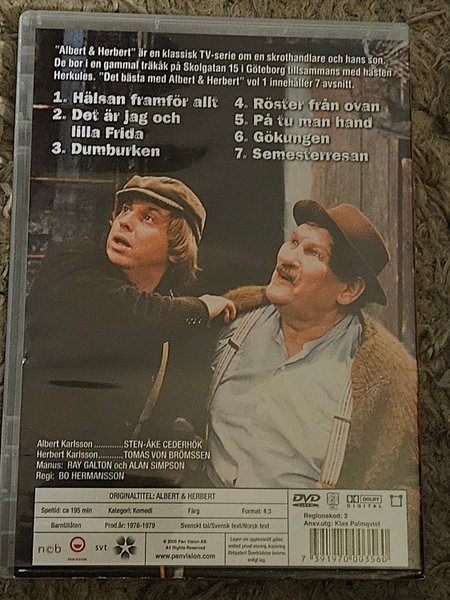 "Albert & Herbert" är en klassisk TV-serie om en skrothandlare och hans son.
De bor i en gammal träkåk på Skolgatan 15 i Göteborg tillsammans med hästen
Herkules. "Det bästa med Albert & Herbert" vol 1 innehåller 7 avsnitt.
1. Hälsan framför allt
2. Det är jag och
lilla Frida
3. Dumburken
4. Röster från ovan
5. På tu man hand
6. Gökungen
7. Semesterresan
Albert Karlsson.............STEN-ÅKE CEDERHÖK
Herbert Karlsson...........TOMAS VON BRÖMSSEN
Manus: RAY GALTON och ALAN SIMPSON
Regi: BO HERMANSSON
ORIGINALTITEL: ALBERT & HERBERT
Speltid: ca 195 min
Kategori: Komedi
Färg
Format: 4:3
Barntillåten
Prod.år: 1976-1979
Svenskt tal/Svensk text/Norsk text
DVD
VIDEO
2
DOLBY
DIGITAL
Regionskod: 2
Ansv.utg: Klas Palmqvist
ncb
PAN VISION
svt
© 2005 Pan Vision AB.
www.panvision.com
7 391970 003560